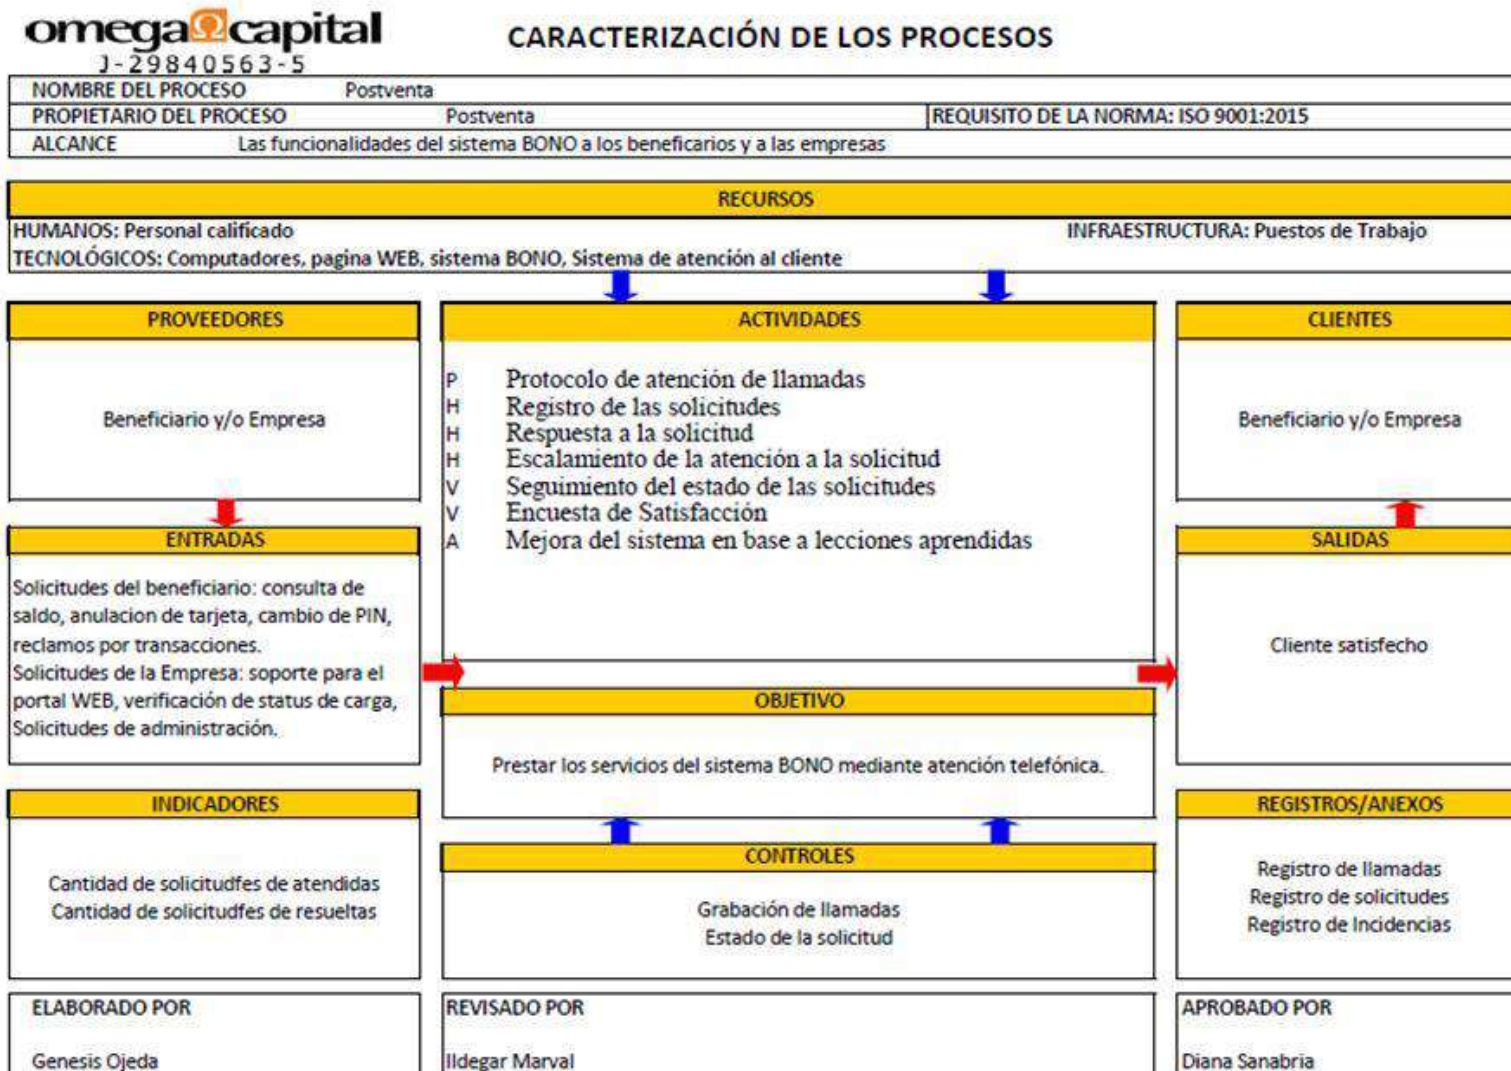 omegaΩcapital
J-29840563-5
CARACTERIZACIÓN DE LOS PROCESOS
NOMBRE DEL PROCESO Postventa
PROPIETARIO DEL PROCESO Postventa REQUISITO DE LA NORMA: ISO 9001:2015
ALCANCE Las funcionalidades del sistema BONO a los beneficarios y a las empresas
RECURSOS
HUMANOS: Personal calificado INFRAESTRUCTURA: Puestos de Trabajo
TECNOLÓGICOS: Computadores, pagina WEB, sistema BONO, Sistema de atención al cliente
PROVEEDORES
Beneficiario y/o Empresa
ENTRADAS
Solicitudes del beneficiario: consulta de
saldo, anulacion de tarjeta, cambio de PIN,
reclamos por transacciones.
Solicitudes de la Empresa: soporte para el
portal WEB, verificación de status de carga,
Solicitudes de administración.
INDICADORES
Cantidad de solicitudfes de atendidas
Cantidad de solicitudfes de resueltas
ACTIVIDADES
P Protocolo de atención de llamadas
H Registro de las solicitudes
H Respuesta a la solicitud
H Escalamiento de la atención a la solicitud
V Seguimiento del estado de las solicitudes
V Encuesta de Satisfacción
A Mejora del sistema en base a lecciones aprendidas
OBJETIVO
Prestar los servicios del sistema BONO mediante atención telefónica.
CONTROLES
Grabación de llamadas
Estado de la solicitud
CLIENTES
Beneficiario y/o Empresa
SALIDAS
Cliente satisfecho
REGISTROS/ANEXOS
Registro de llamadas
Registro de solicitudes
Registro de Incidencias
ELABORADO POR
Genesis Ojeda
REVISADO POR
Ildegar Marval
APROBADO POR
Diana Sanabria